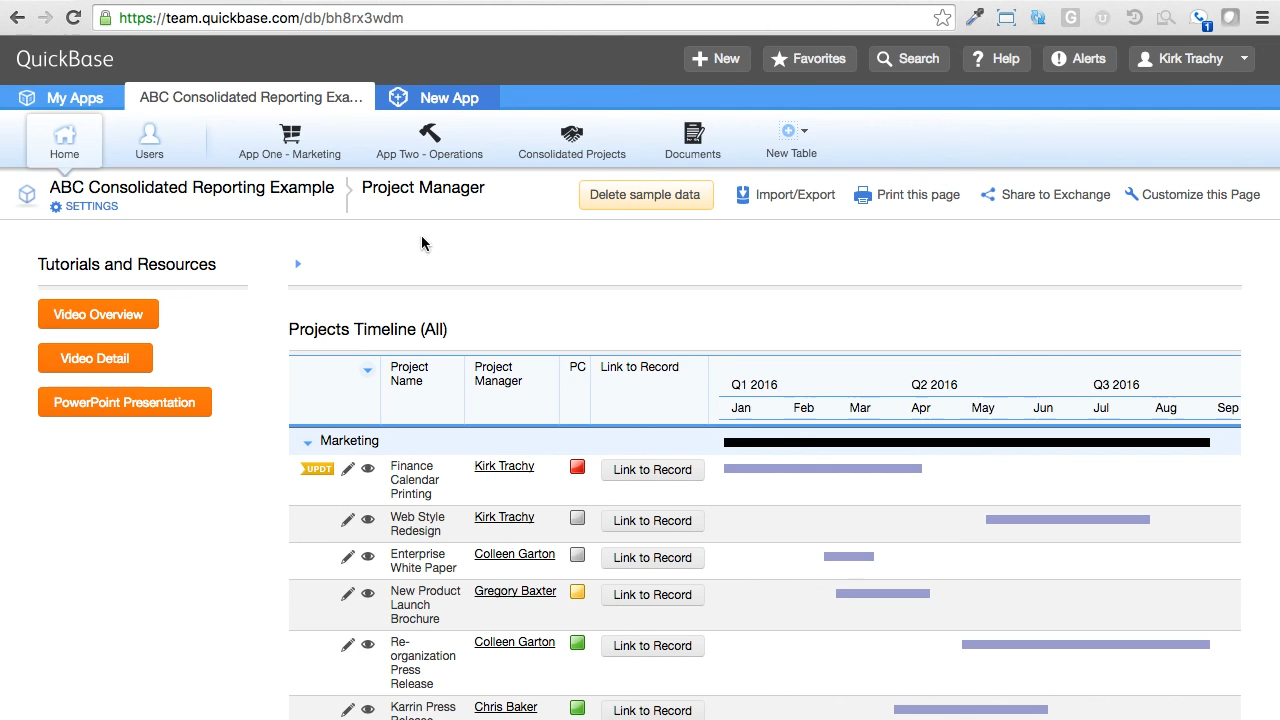 https://team.quickbase.com/db/bh8rx3wdm
1
QuickBase
New
Favorites
Search
? Help
Alerts
Kirk Trachy
My Apps
ABC Consolidated Reporting Exa...
New App
Home
Users
App One - Marketing
App Two - Operations
Consolidated Projects
Documents
New Table
ABC Consolidated Reporting Example
SETTINGS
Project Manager
Delete sample data
Import/Export
Print this page
Share to Exchange
Customize this Page
Tutorials and Resources
Video Overview
Video Detail
PowerPoint Presentation
Projects Timeline (All)
Project
Name
Project
Manager
PC
Link to Record
Q1 2016 Q2 2016 Q3 2016
Jan Feb Mar Apr May Jun Jul Aug Sep
Marketing
UPDT
Finance
Calendar
Printing
Kirk Trachy
Link to Record
Web Style
Redesign
Kirk Trachy
Link to Record
Enterprise
White Paper
Colleen Garton
Link to Record
New Product
Launch
Brochure
Gregory Baxter
Link to Record
Re-
organization
Press
Release
Colleen Garton
Link to Record
Karrin Press
Release
Chris Baker
Link to Record